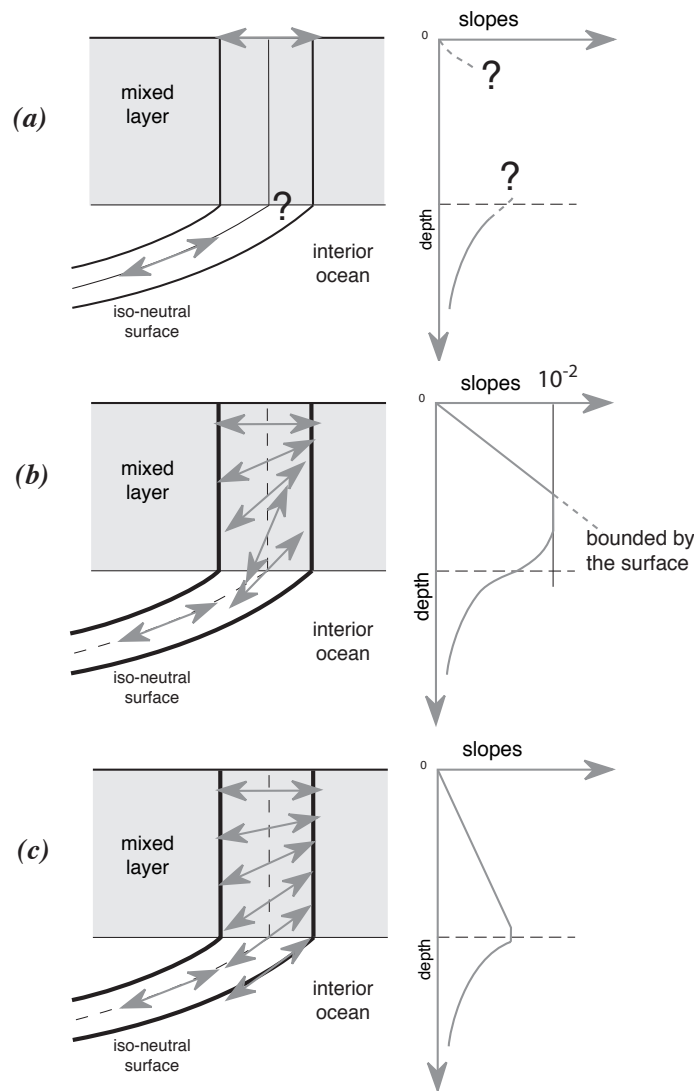 (a)
mixed
layer
?
interior
ocean
iso-neutral
surface
slopes
0
?
?
depth
(b)
mixed
layer
interior
ocean
iso-neutral
surface
slopes
10-2
0
bounded by
the surface
depth
(c)
mixed
layer
interior
ocean
iso-neutral
surface
slopes
0
depth